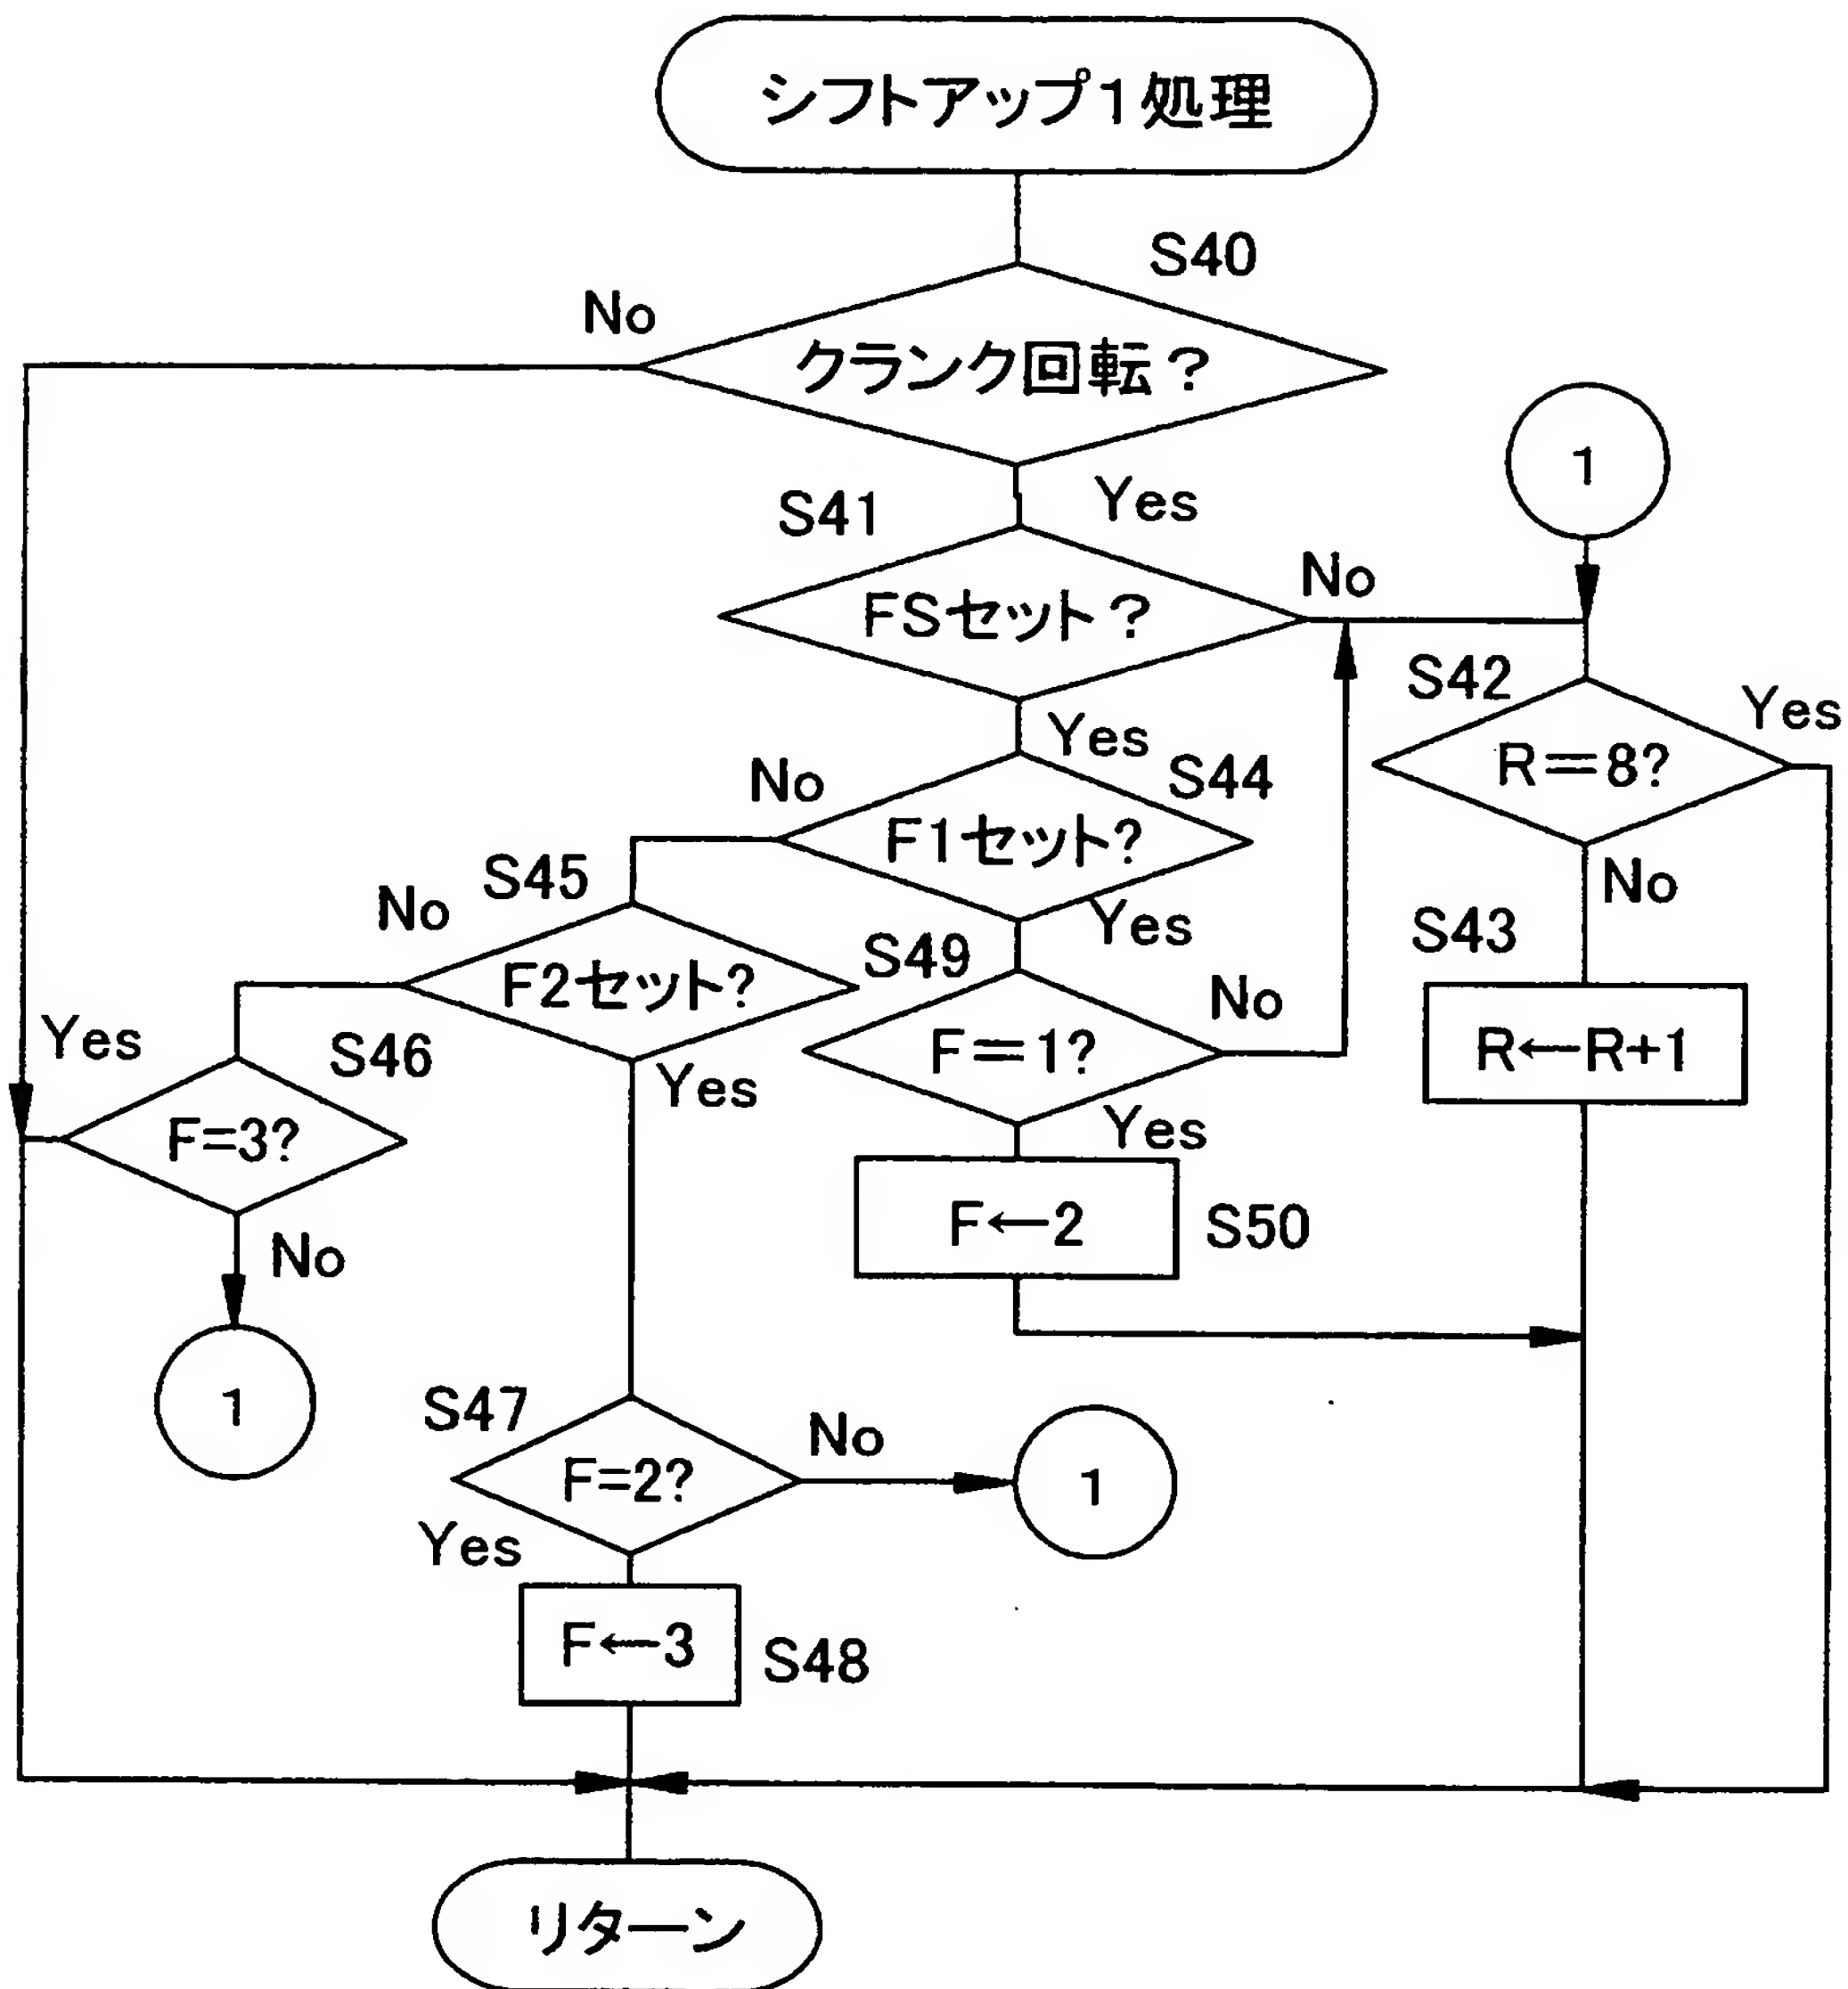 シフトアップ1処理
S40
No
クランク回転?
1
S41
Yes
No
FSセット?
S42
Yes
Yes
No
S44
R=8?
F1セット?
S45
No
No
Yes
S43
S49
F2セット?
No
Yes
S46
F=1?
R←R+1
Yes
F=3?
Yes
F←2
S50
No
1
S47
No
F=2?
1
Yes
F←3
S48
リターン